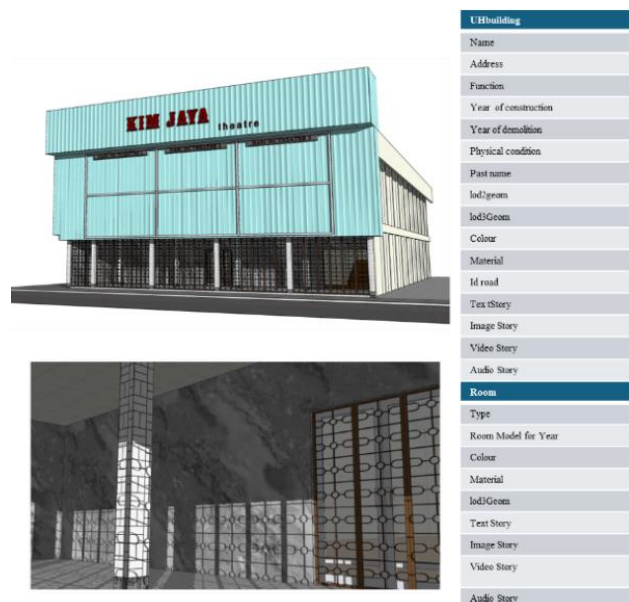 KIM JAYA theatre
UHbuilding
Name
Address
Function
Year of construction
Year of demolition
Physical condition
Past name
lod2geom
lod3Geom
Colour
Material
Id road
Tex tStory
Image Story
Video Story
Audio Story
Room
Type
Room Model for Year
Colour
Material
lod3Geom
Text Story
Image Story
Video Story
Audio Story